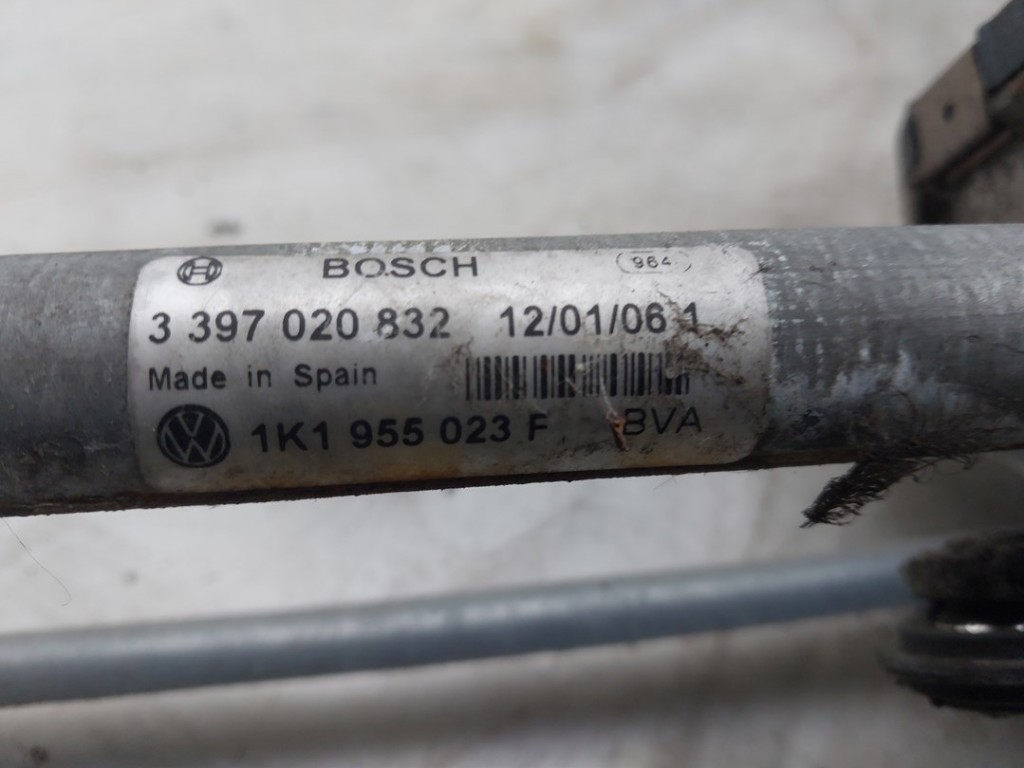 BOSCH 964
3 397 020 832 12/01/06 1
Made in Spain
1K1 955 023 F BVA